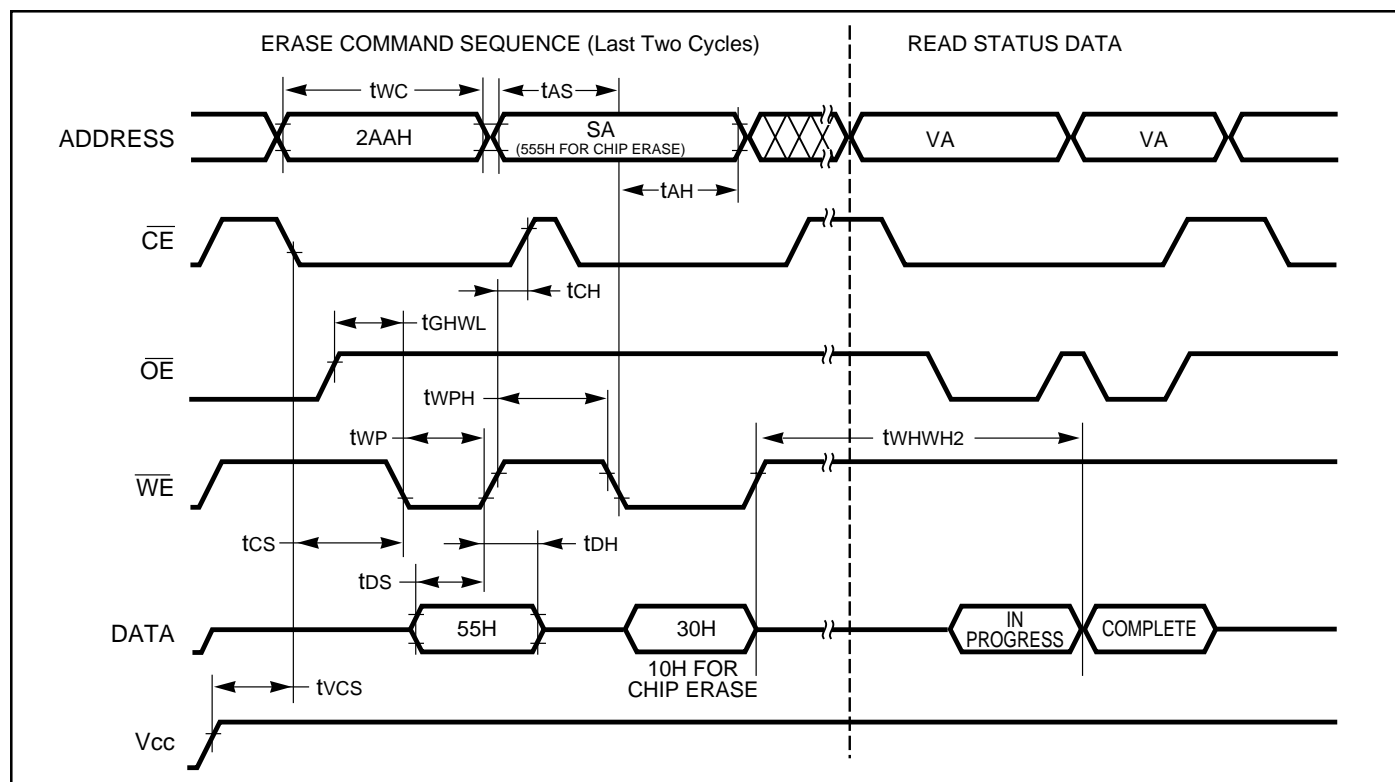 ERASE COMMAND SEQUENCE (Last Two Cycles)
READ STATUS DATA
tWC
tAS
ADDRESS
2AAH
SA
(555H FOR CHIP ERASE)
VA
VA
tAH
CE
tCH
tGHWL
OE
tWPH
tWP
tWHWH2
WE
tCS
tDH
tDS
DATA
55H
30H
IN
PROGRESS
COMPLETE
10H FOR
CHIP ERASE
tVCS
Vcc